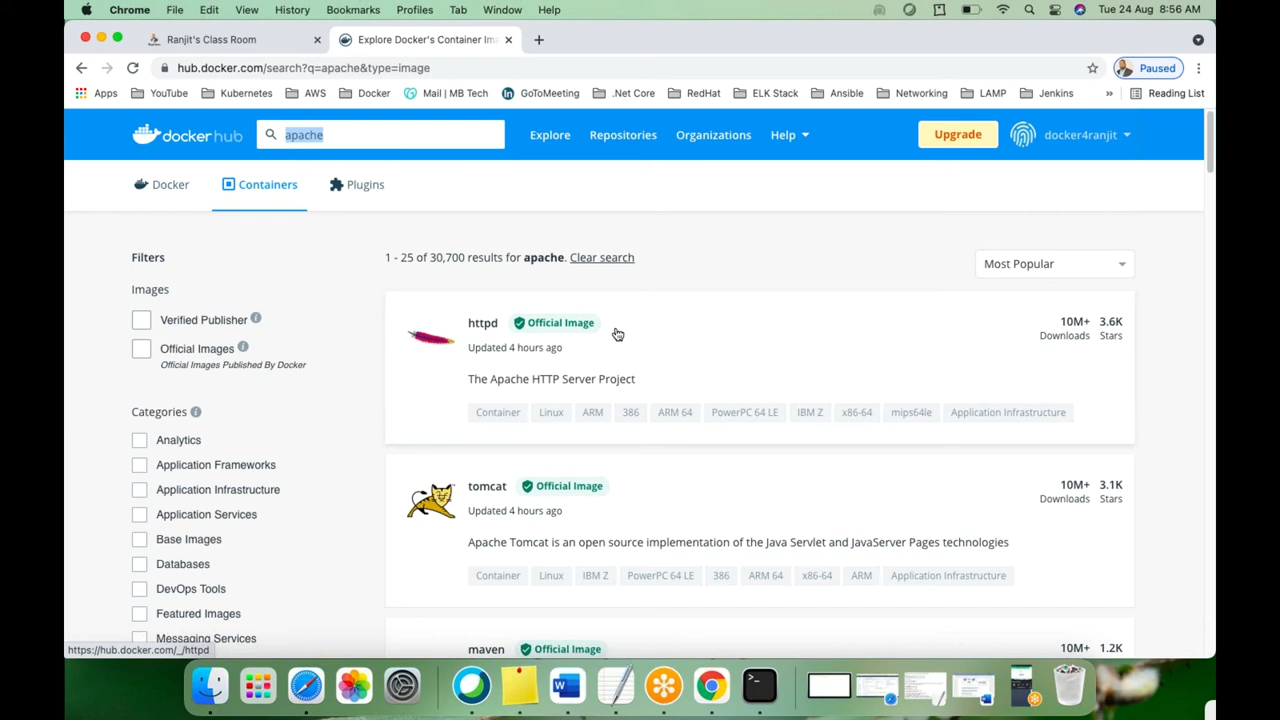 Chrome File Edit View History Bookmarks Profiles Tab Window Help Tue 24 Aug 8:56 AM
Ranjit's Class Room Explore Docker's Container Ima
hub.docker.com/search?q=apache&type=image Paused
Apps YouTube Kubernetes AWS Docker Mail | MB Tech GoToMeeting .Net Core RedHat ELK Stack Ansible Networking LAMP Jenkins » Reading List
dockerhub apache Explore Repositories Organizations Help Upgrade docker4ranjit
Docker Containers Plugins
Filters
1 - 25 of 30,700 results for apache. Clear search
Most Popular
Images
Verified Publisher
Official Images
Official Images Published By Docker
Categories
Analytics
Application Frameworks
Application Infrastructure
Application Services
Base Images
Databases
DevOps Tools
Featured Images
Messaging Services
httpd Official Image
Updated 4 hours ago
10M+ 3.6K
Downloads Stars
The Apache HTTP Server Project
Container Linux ARM 386 ARM 64 PowerPC 64 LE IBM Z x86-64 mips64le Application Infrastructure
tomcat Official Image
Updated 4 hours ago
10M+ 3.1K
Downloads Stars
Apache Tomcat is an open source implementation of the Java Servlet and JavaServer Pages technologies
Container Linux IBM Z PowerPC 64 LE 386 ARM 64 x86-64 ARM Application Infrastructure
maven Official Image
10M+ 1.2K
https://hub.docker.com/_/httpd